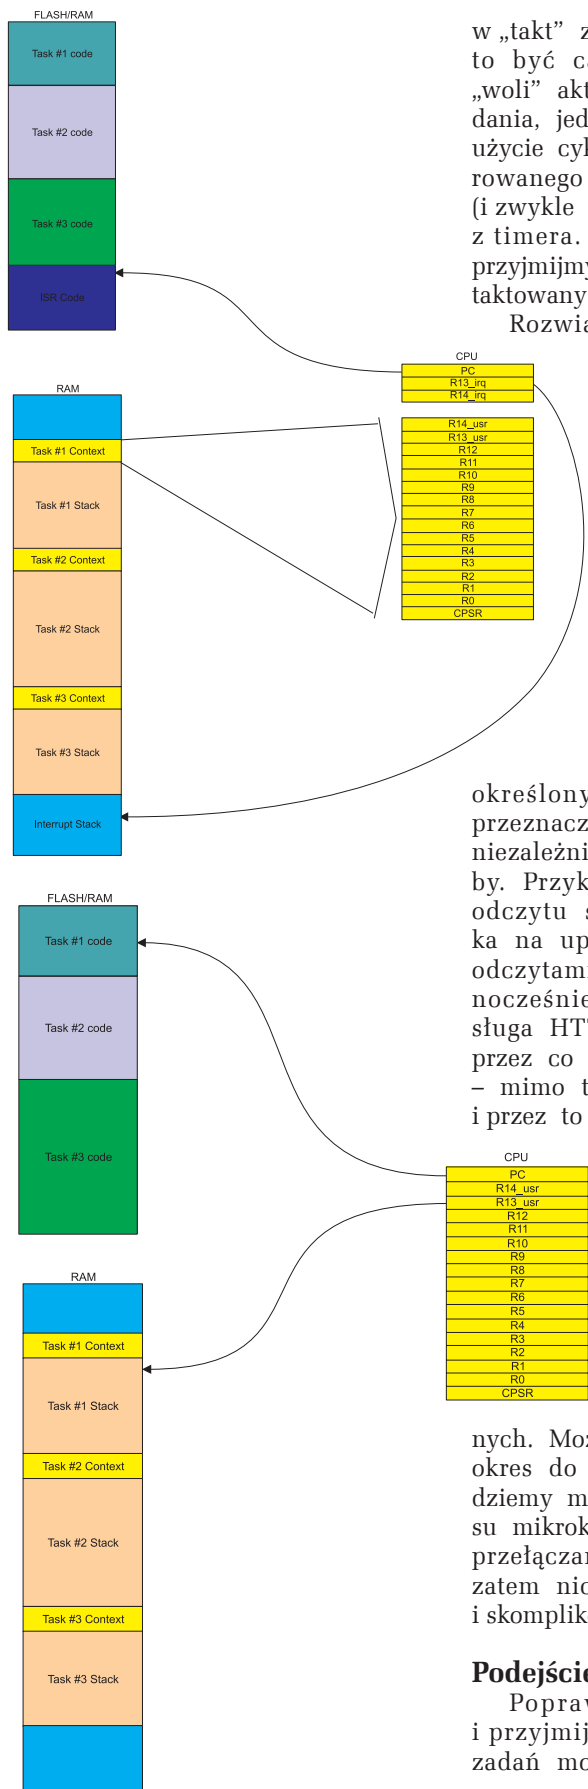 FLASH/RAM
Task #1 code
Task #2 code
Task #3 code
ISR Code
RAM
Task #1 Context
Task #1 Stack
Task #2 Context
Task #2 Stack
Task #3 Context
Task #3 Stack
Interrupt Stack
CPU
PC
R13_irq
R14_irq
R14_usr
R13_usr
R12
R11
R10
R9
R8
R7
R6
R5
R4
R3
R2
R1
R0
CPSR
FLASH/RAM
Task #1 code
Task #2 code
Task #3 code
RAM
Task #1 Context
Task #1 Stack
Task #2 Context
Task #2 Stack
Task #3 Context
Task #3 Stack
CPU
PC
R14_usr
R13_usr
R12
R11
R10
R9
R8
R7
R6
R5
R4
R3
R2
R1
R0
CPSR
w „takt” z
to być c
„woli” akt
dania, jed
użycie cyk
rowanego
(i zwykle
z timera.
przyjmijmy
taktowany
Rozwią
określony
przeznacz
niezależni
by. Przyk
odczytu s
ka na up
odczytami
nocześnie
sługa HT
przez co
– mimo t
i przez to
nych. Moż
okres do
dziemy m
su mikrok
przełączan
zatem nic
i skomplik
Podejście
Popraw
i przyjmij
zadań mo